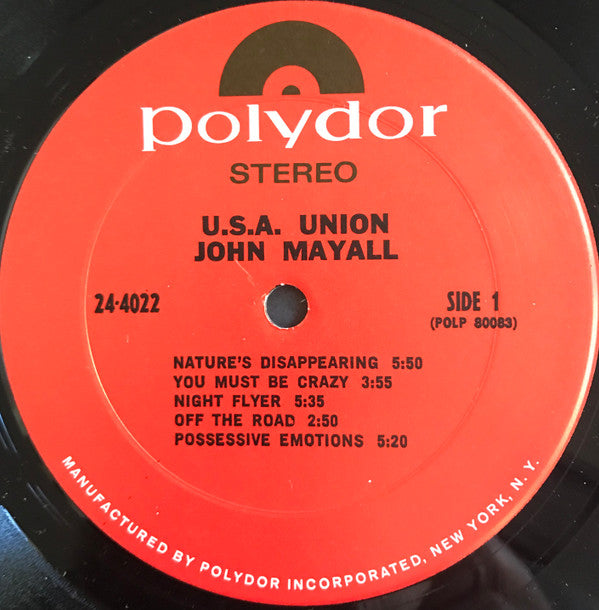 polydor
STEREO
U.S.A. UNION
JOHN MAYALL
24-4022
SIDE 1
(POLP 80083)
NATURE'S DISAPPEARING 5:50
YOU MUST BE CRAZY 3:55
NIGHT FLYER 5:35
OFF THE ROAD 2:50
POSSESSIVE EMOTIONS 5:20
MANUFACTURED BY POLYDOR INCORPORATED, NEW YORK, N. Y.